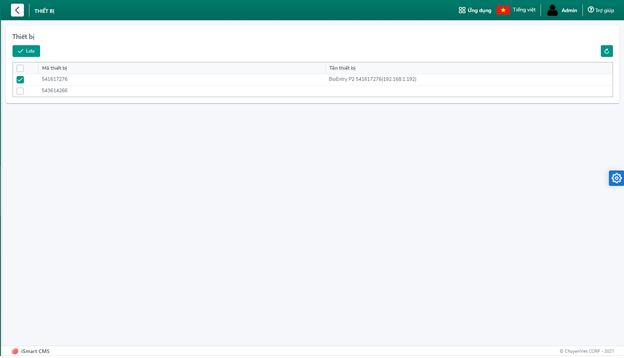 THIẾT BỊ
Ứng dụng
Tiếng việt
Admin
Trợ giúp
Thiết bị
Lưu
Mã thiết bị
Tên thiết bị
541617276
BioEntry P2 541617276(192.168.1.192)
543614266
iSmart CMS
© ChuyenViet CORP - 2021